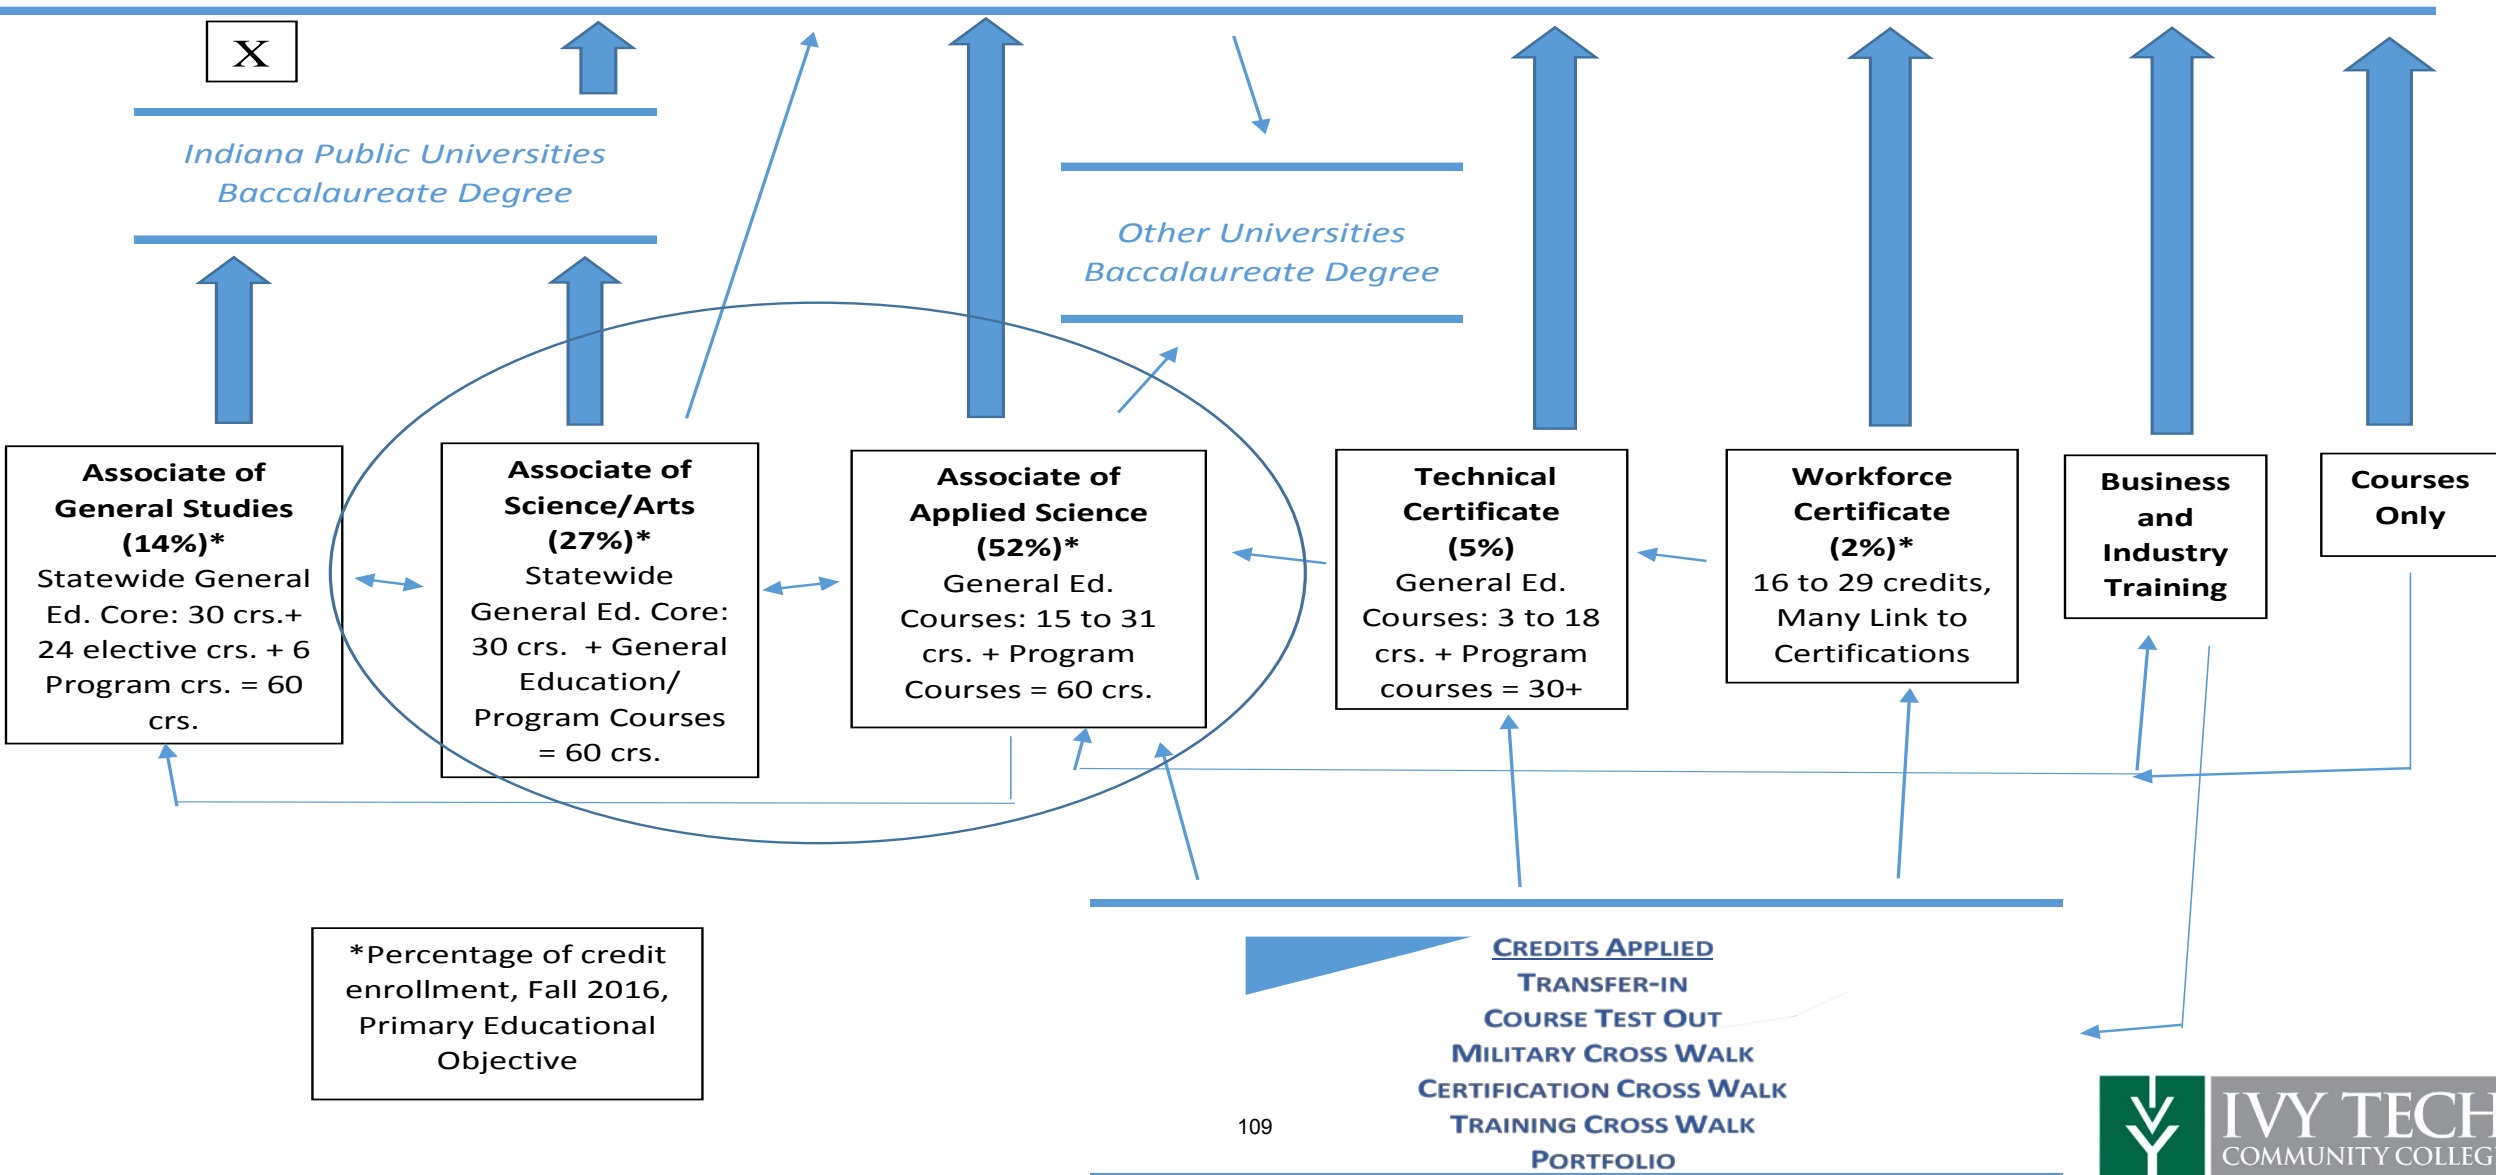 X
Indiana Public Universities
Baccalaureate Degree
Other Universities
Baccalaureate Degree
Associate of
General Studies
(14%)*
Statewide General
Ed. Core: 30 crs.+
24 elective crs. + 6
Program crs. = 60
crs.
Associate of
Science/Arts
(27%)*
Statewide
General Ed. Core:
30 crs. + General
Education/
Program Courses
= 60 crs.
Associate of
Applied Science
(52%)*
General Ed.
Courses: 15 to 31
crs. + Program
Courses = 60 crs.
Technical
Certificate
(5%)
General Ed.
Courses: 3 to 18
crs. + Program
courses = 30+
Workforce
Certificate
(2%)*
16 to 29 credits,
Many Link to
Certifications
Business
and
Industry
Training
Courses
Only
*Percentage of credit
enrollment, Fall 2016,
Primary Educational
Objective
CREDITS APPLIED
TRANSFER-IN
COURSE TEST OUT
MILITARY CROSS WALK
CERTIFICATION CROSS WALK
TRAINING CROSS WALK
PORTFOLIO
109
IVY TECH
COMMUNITY COLLEG